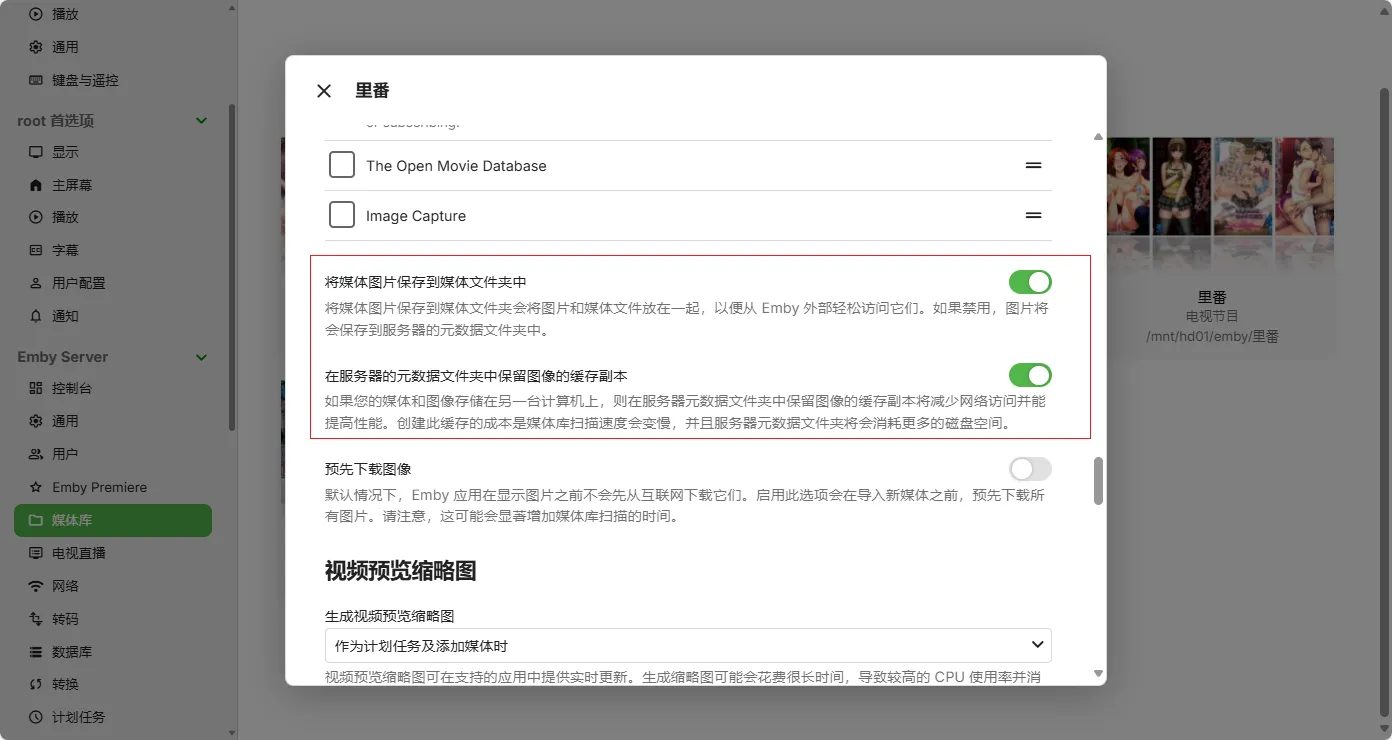 播放
通用
键盘与遥控
root 首选项
显示
主屏幕
播放
字幕
用户配置
通知
Emby Server
控制台
通用
用户
Emby Premiere
媒体库
电视直播
网络
转码
数据库
转换
计划任务
里番
or subscribing.
The Open Movie Database
Image Capture
将媒体图片保存到媒体文件夹中
将媒体图片保存到媒体文件夹会将图片和媒体文件放在一起，以便从 Emby 外部轻松访问它们。如果禁用，图片将
会保存到服务器的元数据文件夹中。
在服务器的元数据文件夹中保留图像的缓存副本
如果您的媒体和图像存储在另一台计算机上，则在服务器元数据文件夹中保留图像的缓存副本将减少网络访问并能
提高性能。创建此缓存的成本是媒体库扫描速度会变慢，并且服务器元数据文件夹将会消耗更多的磁盘空间。
预先下载图像
默认情况下，Emby 应用在显示图片之前不会先从互联网下载它们。启用此选项会在导入新媒体之前，预先下载所
有图片。请注意，这可能会显著增加媒体库扫描的时间。
视频预览缩略图
生成视频预览缩略图
作为计划任务及添加媒体时
视频预览缩略图可在支持的应用中提供实时更新。生成缩略图可能会花费很长时间，导致较高的 CPU 使用率并消
里番
电视节目
/mnt/hd01/emby/里番